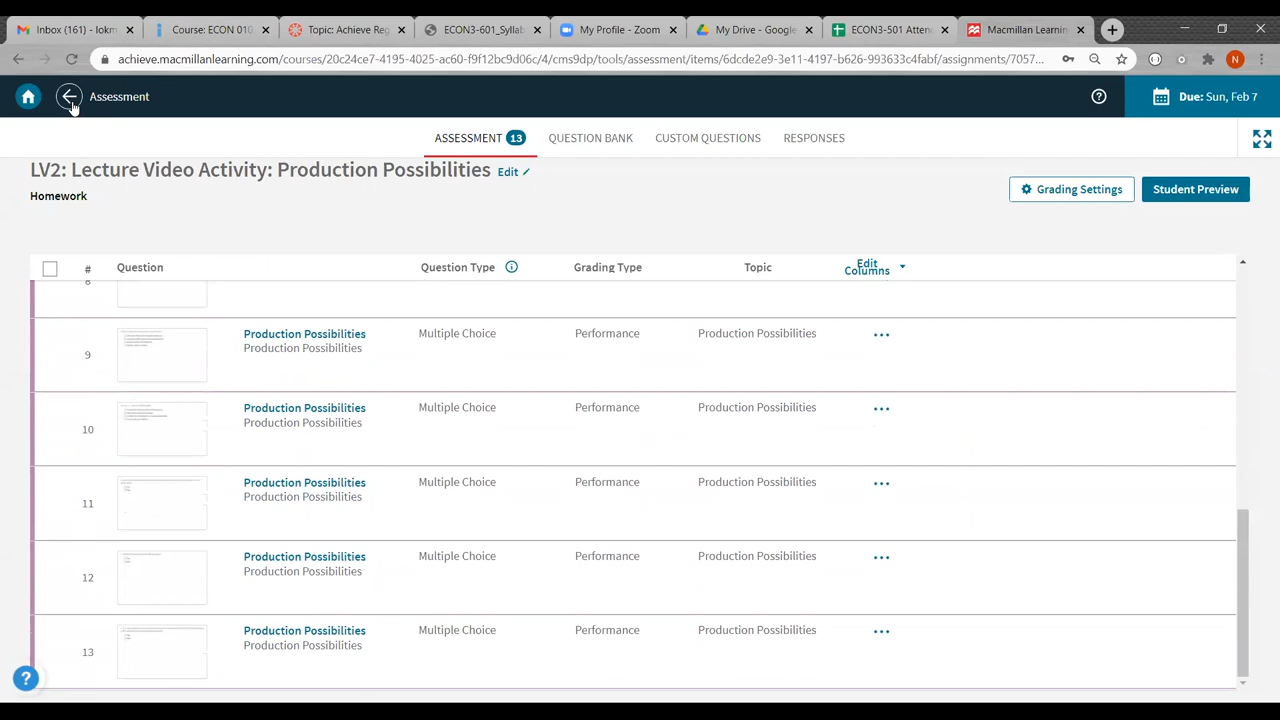 Inbox (161) - lokm
Course: ECON 010
Topic: Achieve Reg
ECON3-601_Syllab
My Profile - Zoom
My Drive - Google
ECON3-501 Atten
Macmillan Learnin
achieve.macmillanlearning.com/courses/20c24ce7-4195-4025-ac60-f9f12bc9d06c/4/cms9dp/tools/assessment/items/6dcde2e9-3e11-4197-b626-993633c4fabf/assignments/7057...
N
Assessment
Due: Sun, Feb 7
ASSESSMENT 13
QUESTION BANK
CUSTOM QUESTIONS
RESPONSES
LV2: Lecture Video Activity: Production Possibilities Edit
Homework
Grading Settings
Student Preview
# Question Question Type Grading Type Topic Edit Columns
8
9 Production Possibilities Multiple Choice Performance Production Possibilities
Production Possibilities
10 Production Possibilities Multiple Choice Performance Production Possibilities
Production Possibilities
11 Production Possibilities Multiple Choice Performance Production Possibilities
Production Possibilities
12 Production Possibilities Multiple Choice Performance Production Possibilities
Production Possibilities
13 Production Possibilities Multiple Choice Performance Production Possibilities
Production Possibilities
?